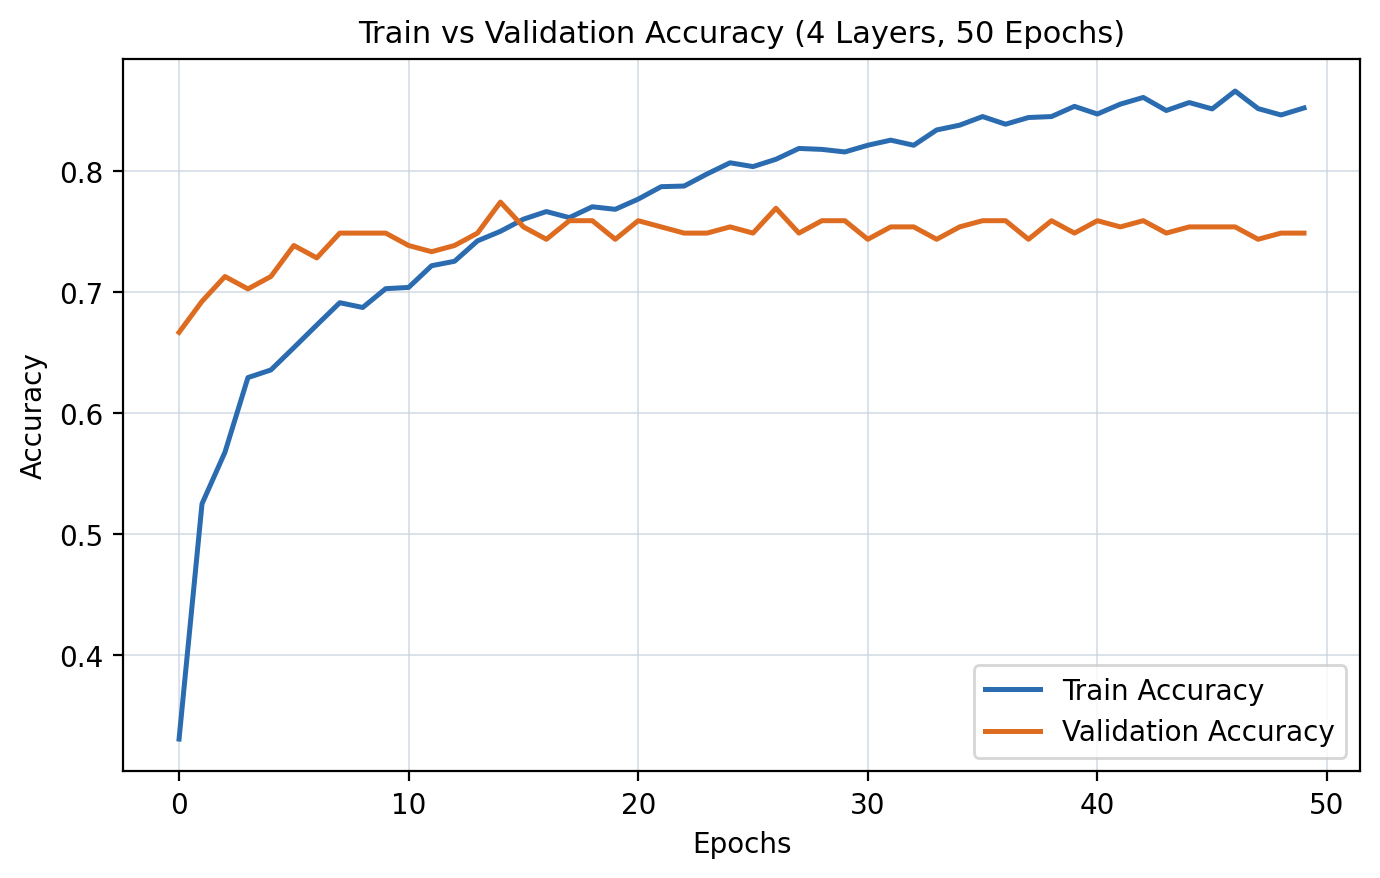 Train vs Validation Accuracy (4 Layers, 50 Epochs)
Accuracy
0.8
0.7
0.6
0.5
0.4
Train Accuracy
Validation Accuracy
0 10 20 30 40 50
Epochs